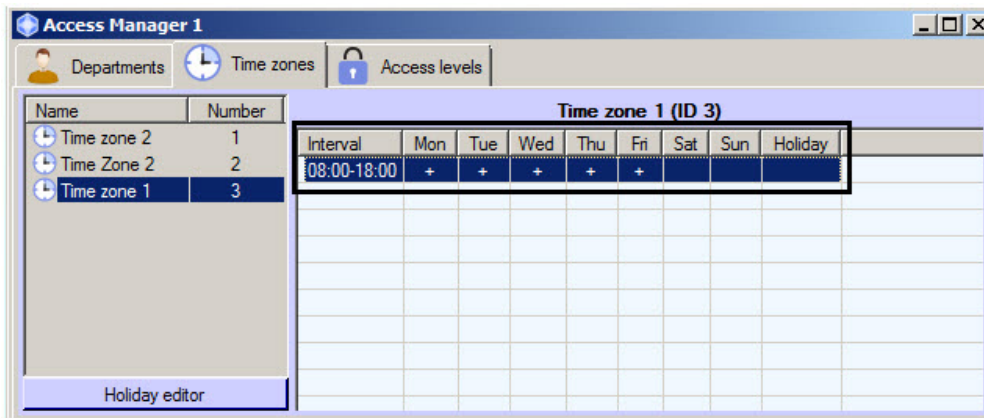 Access Manager 1
Departments Time zones Access levels
Name Number
Time zone 2 1
Time Zone 2 2
Time zone 1 3
Holiday editor
Time zone 1 (ID 3)
Interval Mon Tue Wed Thu Fri Sat Sun Holiday
08:00-18:00 + + + + +